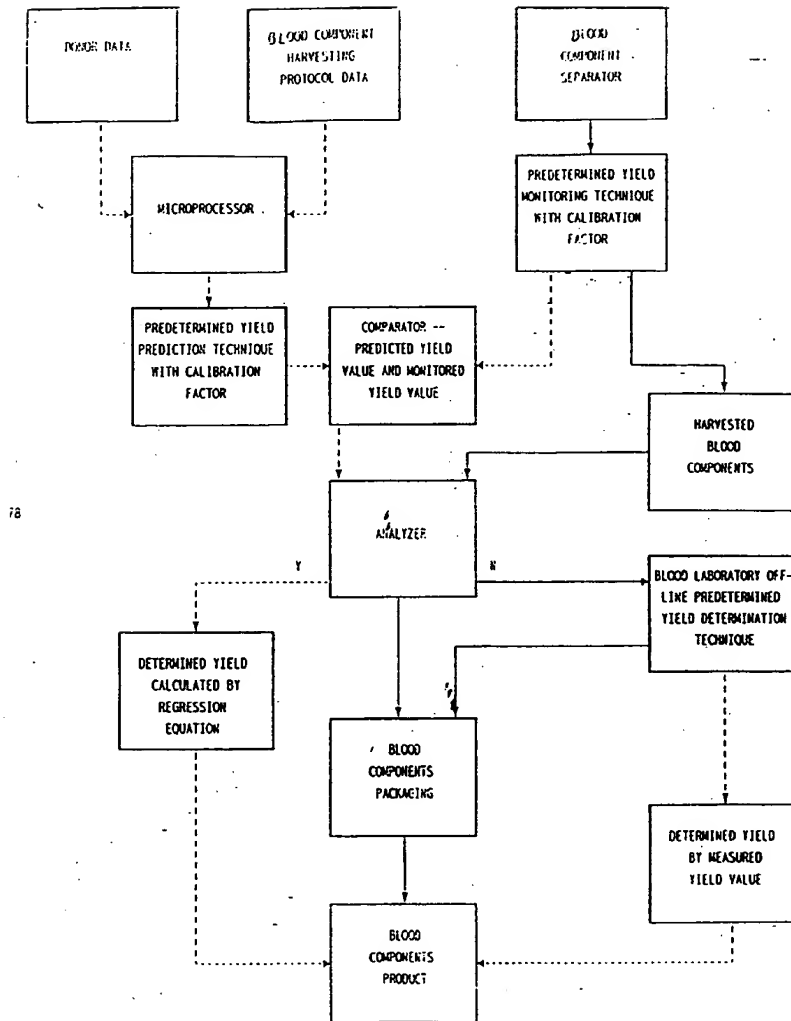 DONOR DATA
BLOOD COMPONENT
HARVESTING
PROTOCOL DATA
BLOOD
COMPONENT
SEPARATOR
MICROPROCESSOR
PREDETERMINED YIELD
MONITORING TECHNIQUE
WITH CALIBRATION
FACTOR
PREDETERMINED YIELD
PREDICTION TECHNIQUE
WITH CALIBRATION
FACTOR
COMPARATOR --
PREDICTED YIELD
VALUE AND MONITORED
YIELD VALUE
HARVESTED
BLOOD
COMPONENTS
78
ANALYZER
Y
N
BLOOD LABORATORY OFF-
LINE PREDETERMINED
YIELD DETERMINATION
TECHNIQUE
DETERMINED YIELD
CALCULATED BY
REGRESSION
EQUATION
BLOOD
COMPONENTS
PACKAGING
DETERMINED YIELD
BY MEASURED
YIELD VALUE
BLOOD
COMPONENTS
PRODUCT